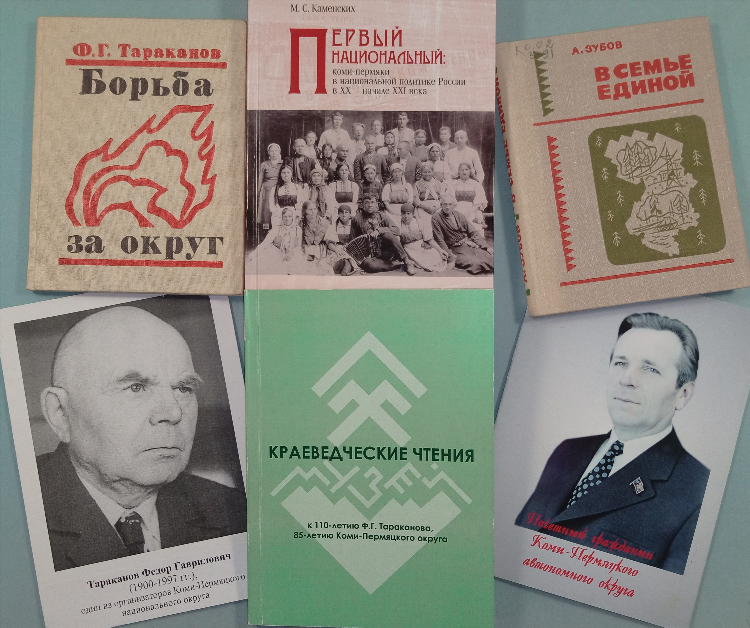 Ф.Г. Тараканов
Борьба
за округ
М. С. Каменских
ПЕРВЫЙ
НАЦИОНАЛЬНЫЙ:
коми-пермяки
в национальной политике России
в XX начале XXI века
А. ЗУБОВ
В СЕМЬЕ
ЕДИНОЙ
Тараканов Федор Гаврилович
(1900-1997 гг.),
один из организаторов Коми-Пермяцкого
национального округа
КРАЕВЕДЧЕСКИЕ ЧТЕНИЯ
МУЗЕЙ
к 110-летию Ф.Г. Тараканова,
85-летию Коми-Пермяцкого округа
Почетный гражданин
Коми-Пермяцкого
автономного округа